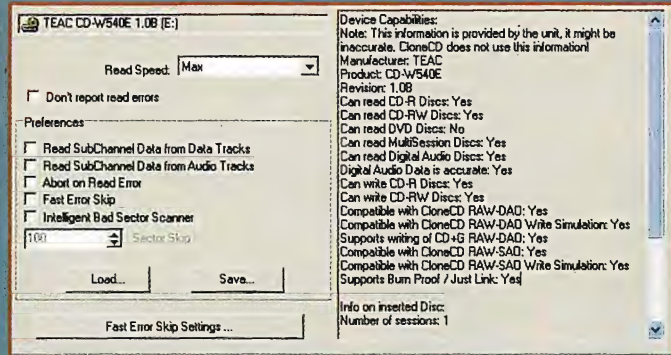 TEAC CD-W540E 1.0B (E:)
Read Speed: Max
Don't report read errors
Preferences
Read SubChannel Data from Data Tracks
Read SubChannel Data from Audio Tracks
Abort on Read Error
Fast Error Skip
Intelligent Bad Sector Scanner
100 Sector Skip
Load... Save...
Fast Error Skip Settings ...
Device Capabilities:
Note: This information is provided by the unit, it might be
inaccurate. CloneCD does not use this information!
Manufacturer: TEAC
Product: CD-W540E
Revision: 1.0B
Can read CD-R Discs: Yes
Can read CD-RW Discs: Yes
Can read DVD Discs: No
Can read MultiSession Discs: Yes
Can read Digital Audio Discs: Yes
Digital Audio Data is accurate: Yes
Can write CD-R Discs: Yes
Can write CD-RW Discs: Yes
Compatible with CloneCD RAW-DAO: Yes
Compatible with CloneCD RAW-DAO Write Simulation: Yes
Supports writing of CD+G RAW-DAO: Yes
Compatible with CloneCD RAW-SAO: Yes
Compatible with CloneCD RAW-SAO Write Simulation: Yes
Supports Burn Proof / Just Link: Yes
Info on inserted Disc:
Number of sessions: 1